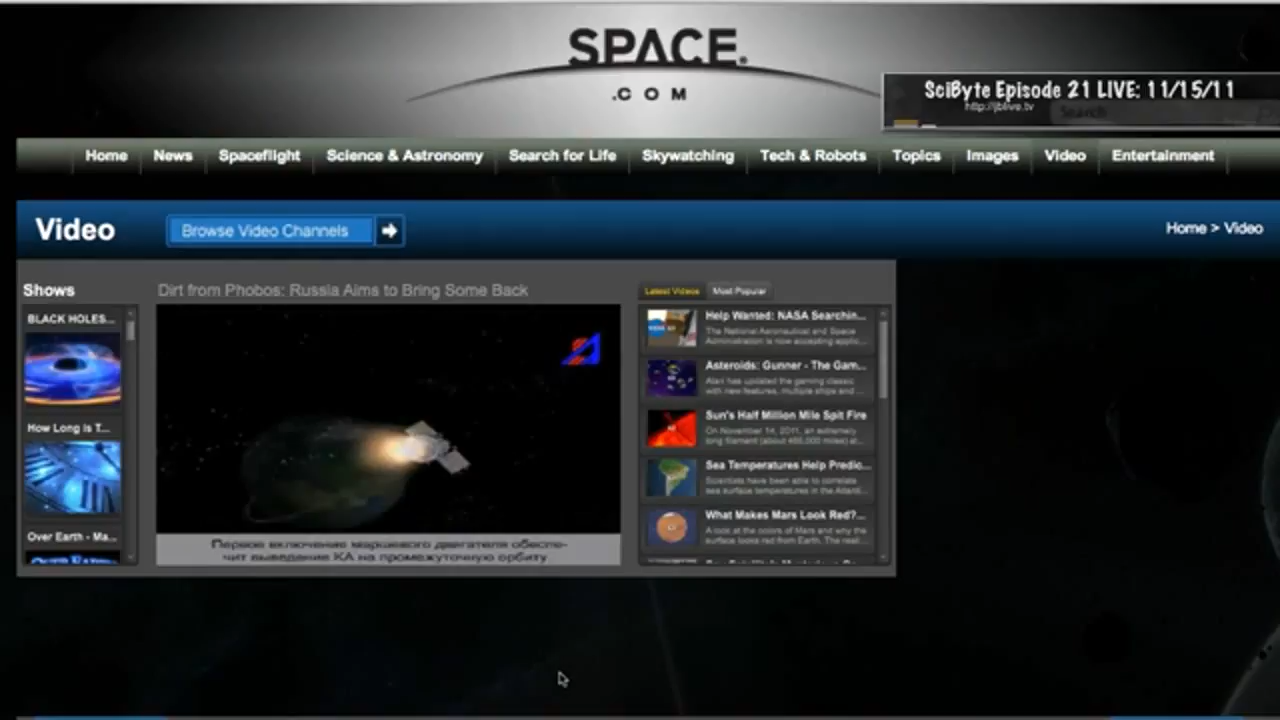 SPACE.
.COM
SciByte Episode 21 LIVE: 11/15/11
http://jblive.tv
Search
Home News Spaceflight Science & Astronomy Search for Life Skywatching Tech & Robots Topics Images Video Entertainment
Video
Browse Video Channels
Home > Video
Shows
Dirt from Phobos: Russia Aims to Bring Some Back
Latest Videos Most Popular
BLACK HOLES...
How Long is T...
Over Earth - Ma...
Первое включение маршевого двигателя обеспе-
чит выведение КА на промежуточную орбиту
Help Wanted: NASA Searchin...
The National Aeronautical and Space
Administration is now accepting applic...
Asteroids: Gunner - The Gam...
Atari has updated the gaming classic
with new features, multiple ships and ...
Sun's Half Million Mile Spit Fire
On November 14, 2011, an extremely
long filament (about 466,000 miles) at...
Sea Temperatures Help Predic...
Scientists have been able to correlate
sea surface temperatures in the Atlanti...
What Makes Mars Look Red?...
A look at the colors of Mars and why the
surface looks red from Earth. The real...